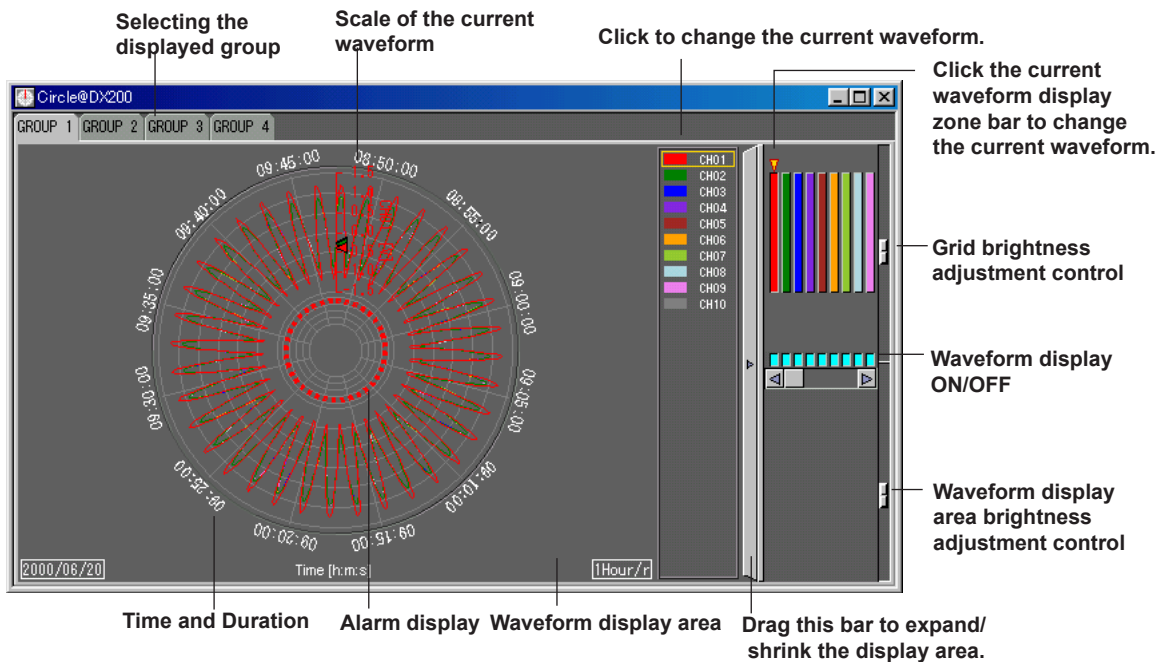 Selecting the
displayed group
Scale of the current
waveform
Click to change the current waveform.
Click the current
waveform display
zone bar to change
the current waveform.
Circle@DX200
GROUP 1 GROUP 2 GROUP 3 GROUP 4
09:45:00
08:50:00
08:55:00
09:00:00
09:05:00
09:10:00
09:15:00
09:20:00
09:25:00
09:30:00
09:35:00
09:40:00
CH01
CH02
CH03
CH04
CH05
CH06
CH07
CH08
CH09
CH10
Grid brightness
adjustment control
Waveform display
ON/OFF
Waveform display
area brightness
adjustment control
2000/06/20
Time [h:m:s]
1Hour/r
Time and Duration
Alarm display
Waveform display area
Drag this bar to expand/
shrink the display area.